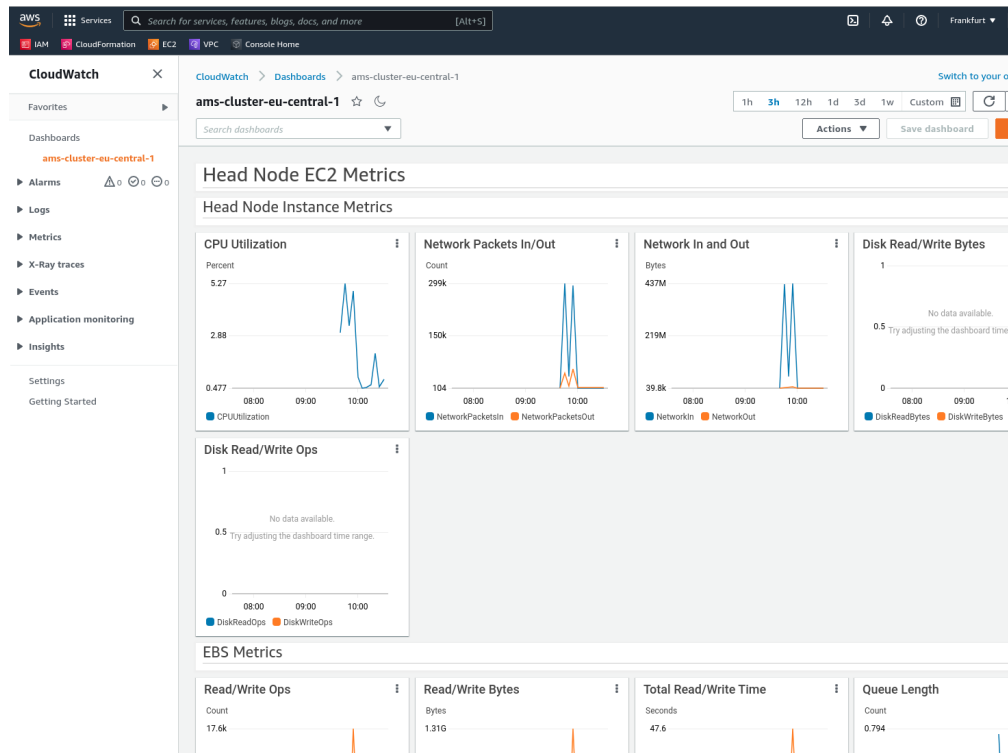 aws Services Search for services, features, blogs, docs, and more [Alt+S] Frankfurt
IAM CloudFormation EC2 VPC Console Home
CloudWatch
Favorites
Dashboards
ams-cluster-eu-central-1
Alarms 0 0 0
Logs
Metrics
X-Ray traces
Events
Application monitoring
Insights
Settings
Getting Started
CloudWatch > Dashboards > ams-cluster-eu-central-1
Switch to your o
ams-cluster-eu-central-1
1h 3h 12h 1d 3d 1w Custom
Search dashboards
Actions Save dashboard
Head Node EC2 Metrics
Head Node Instance Metrics
CPU Utilization
Percent
5.27
2.88
0.477
08:00 09:00 10:00
CPUUtilization
Network Packets In/Out
Count
299k
150k
104
08:00 09:00 10:00
NetworkPacketsIn NetworkPacketsOut
Network In and Out
Bytes
437M
219M
39.8k
08:00 09:00 10:00
NetworkIn NetworkOut
Disk Read/Write Bytes
1
No data available.
0.5 Try adjusting the dashboard time
0
08:00 09:00
DiskReadBytes DiskWriteBytes
Disk Read/Write Ops
1
No data available.
0.5 Try adjusting the dashboard time range.
0
08:00 09:00 10:00
DiskReadOps DiskWriteOps
EBS Metrics
Read/Write Ops
Count
17.6k
Read/Write Bytes
Bytes
1.31G
Total Read/Write Time
Seconds
47.6
Queue Length
Count
0.794